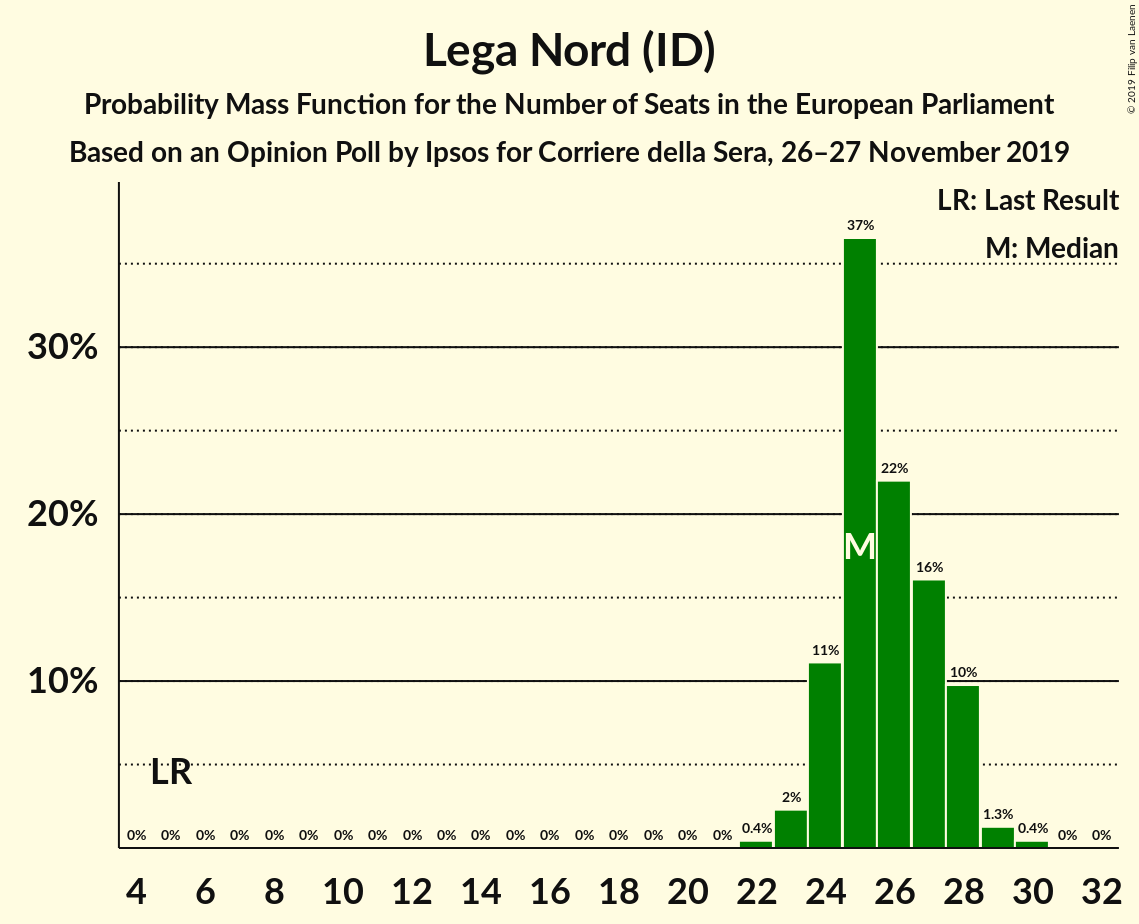 Lega Nord (ID)
Probability Mass Function for the Number of Seats in the European Parliament
Based on an Opinion Poll by Ipsos for Corriere della Sera, 26–27 November 2019
© 2019 Filip van Laenen
LR: Last Result
M: Median
30%
20%
10%
LR
M
0% 0% 0% 0% 0% 0% 0% 0% 0% 0% 0% 0% 0% 0% 0% 0% 0% 0% 0.4% 2% 11% 37% 22% 16% 10% 1.3% 0.4% 0% 0%
4 6 8 10 12 14 16 18 20 22 24 26 28 30 32